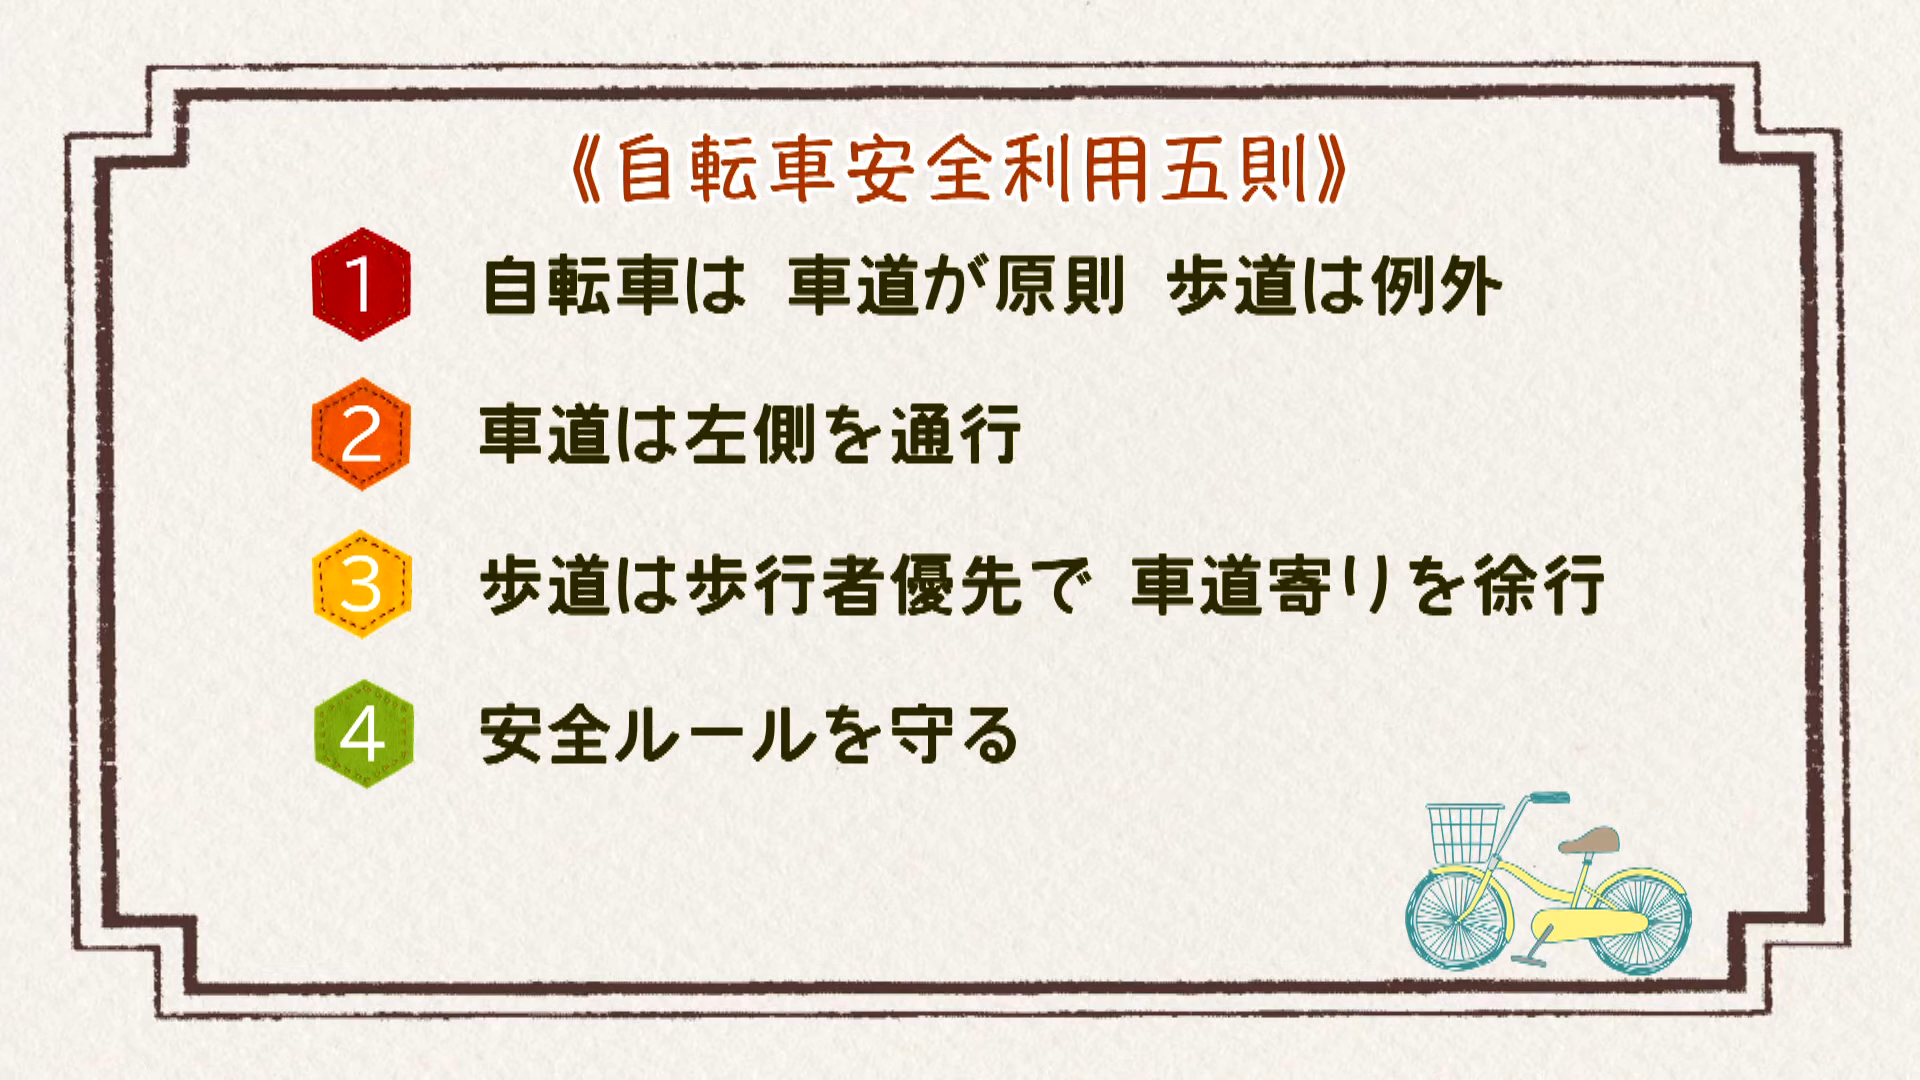 《自転車安全利用五則》
1 自転車は 車道が原則 歩道は例外
2 車道は左側を通行
3 歩道は歩行者優先で 車道寄りを徐行
4 安全ルールを守る